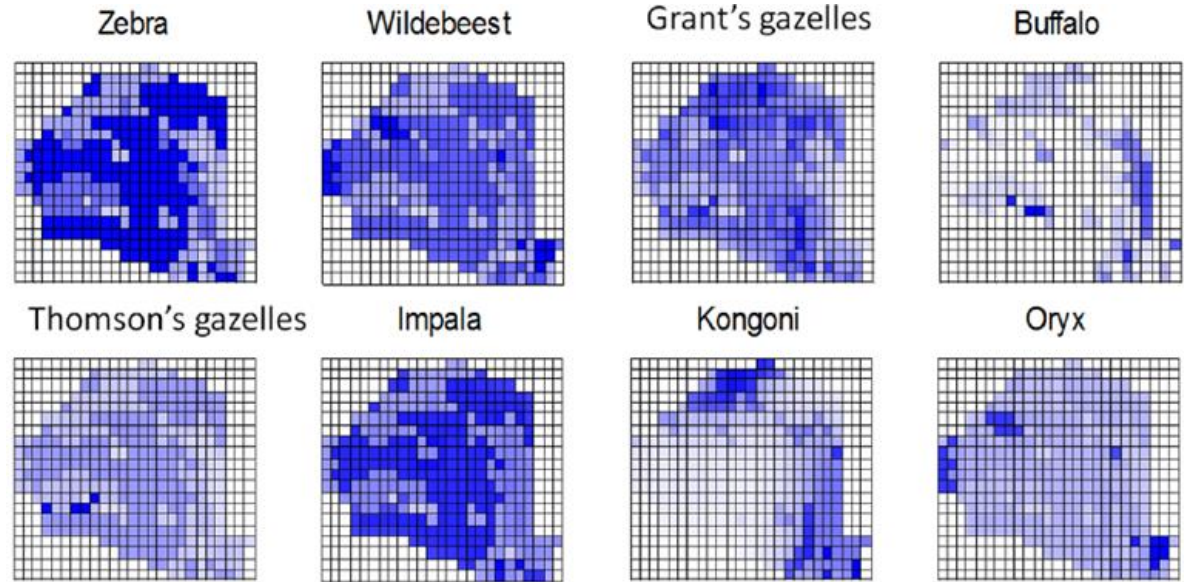 Zebra
Wildebeest
Grant's gazelles
Buffalo
Thomson's gazelles
Impala
Kongoni
Oryx